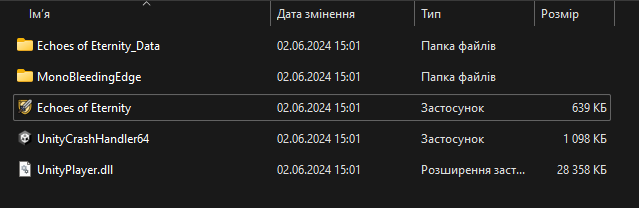 Ім'я Дата змінення Тип Розмір
Echoes of Eternity_Data 02.06.2024 15:01 Папка файлів
MonoBleedingEdge 02.06.2024 15:01 Папка файлів
Echoes of Eternity 02.06.2024 15:01 Застосунок 639 КБ
UnityCrashHandler64 02.06.2024 15:01 Застосунок 1 098 КБ
UnityPlayer.dll 02.06.2024 15:01 Розширення заст... 28 358 КБ